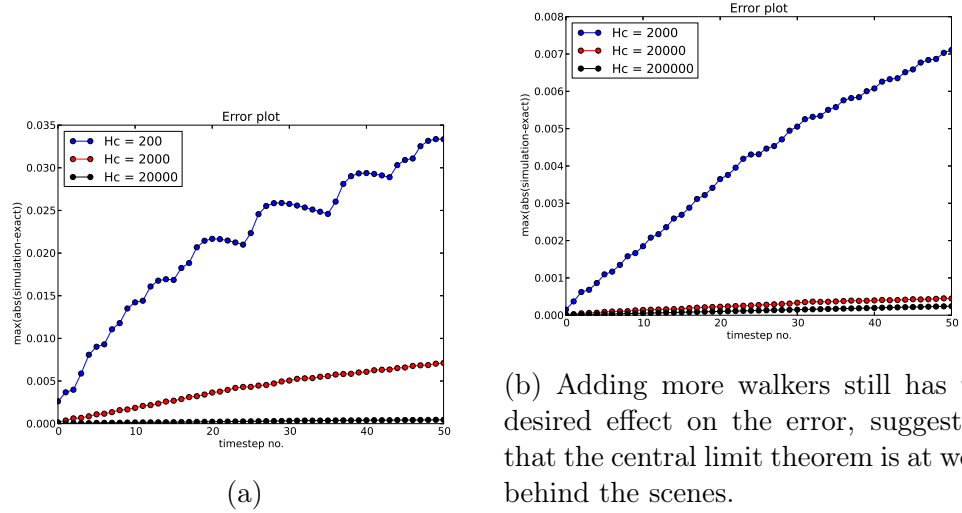 Error plot
0.035
0.030
0.025
0.020
0.015
0.010
0.005
0.000
max(abs(simulation-exact))
Hc = 200
Hc = 2000
Hc = 20000
0 10 20 30 40 50
timestep no.
(a)
Error plot
0.008
0.007
0.006
0.005
0.004
0.003
0.002
0.001
0.000
max(abs(simulation-exact))
Hc = 2000
Hc = 20000
Hc = 200000
0 10 20 30 40 50
timestep no.
(b) Adding more walkers still has
desired effect on the error, suggest
that the central limit theorem is at
behind the scenes.